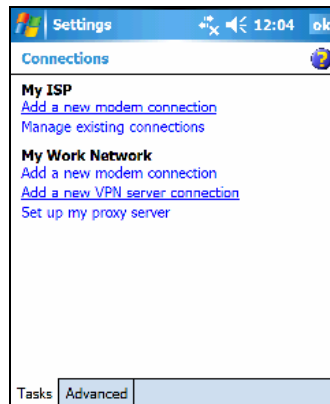 Settings 12:04 ok
Connections ?
My ISP
Add a new modem connection
Manage existing connections
My Work Network
Add a new modem connection
Add a new VPN server connection
Set up my proxy server
Tasks Advanced